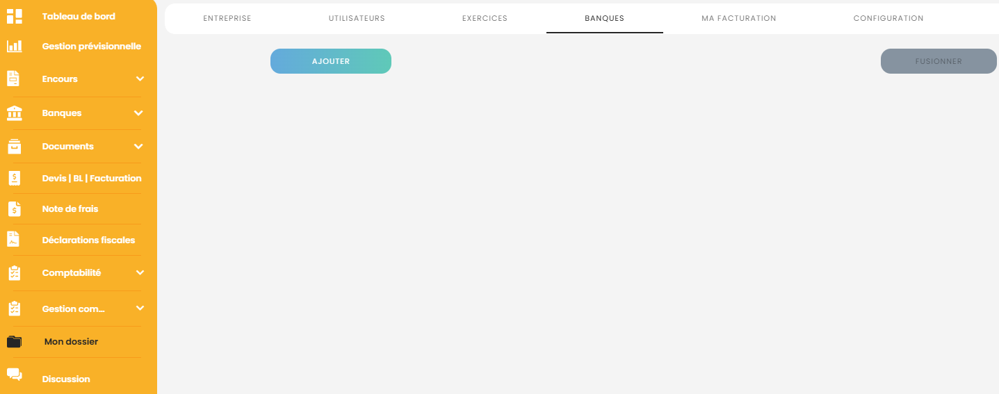 Tableau de bord
Gestion prévisionnelle
Encours
Banques
Documents
Devis | BL | Facturation
Note de frais
Déclarations fiscales
Comptabilité
Gestion com...
Mon dossier
Discussion
ENTREPRISE UTILISATEURS EXERCICES BANQUES MA FACTURATION CONFIGURATION
AJOUTER FUSIONNER